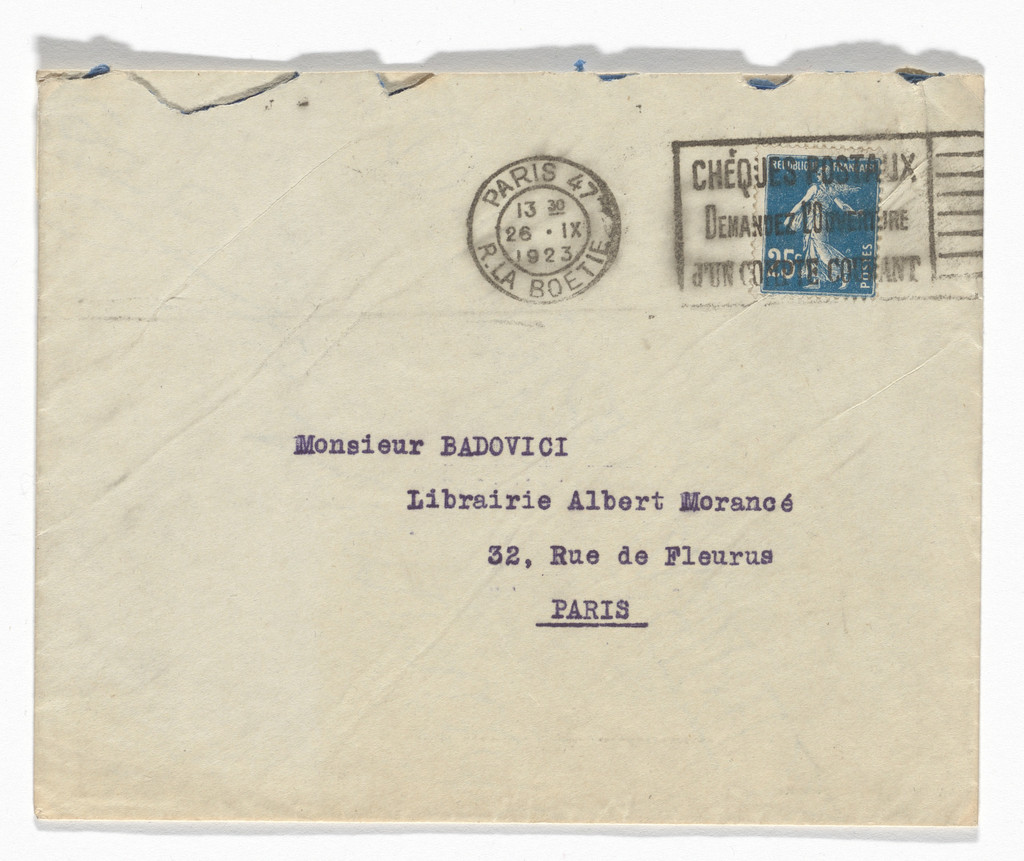 PARIS 47
13 30
26 · IX
1923
R. LA BOETIE
CHÉQUES POSTAUX
DEMANDEZ L'OUVERTURE
D'UN COMPTE COURANT
REPUBLIQUE FRANÇAISE
25c
POSTES
Monsieur BADOVICI
Librairie Albert Morancé
32, Rue de Fleurus
PARIS